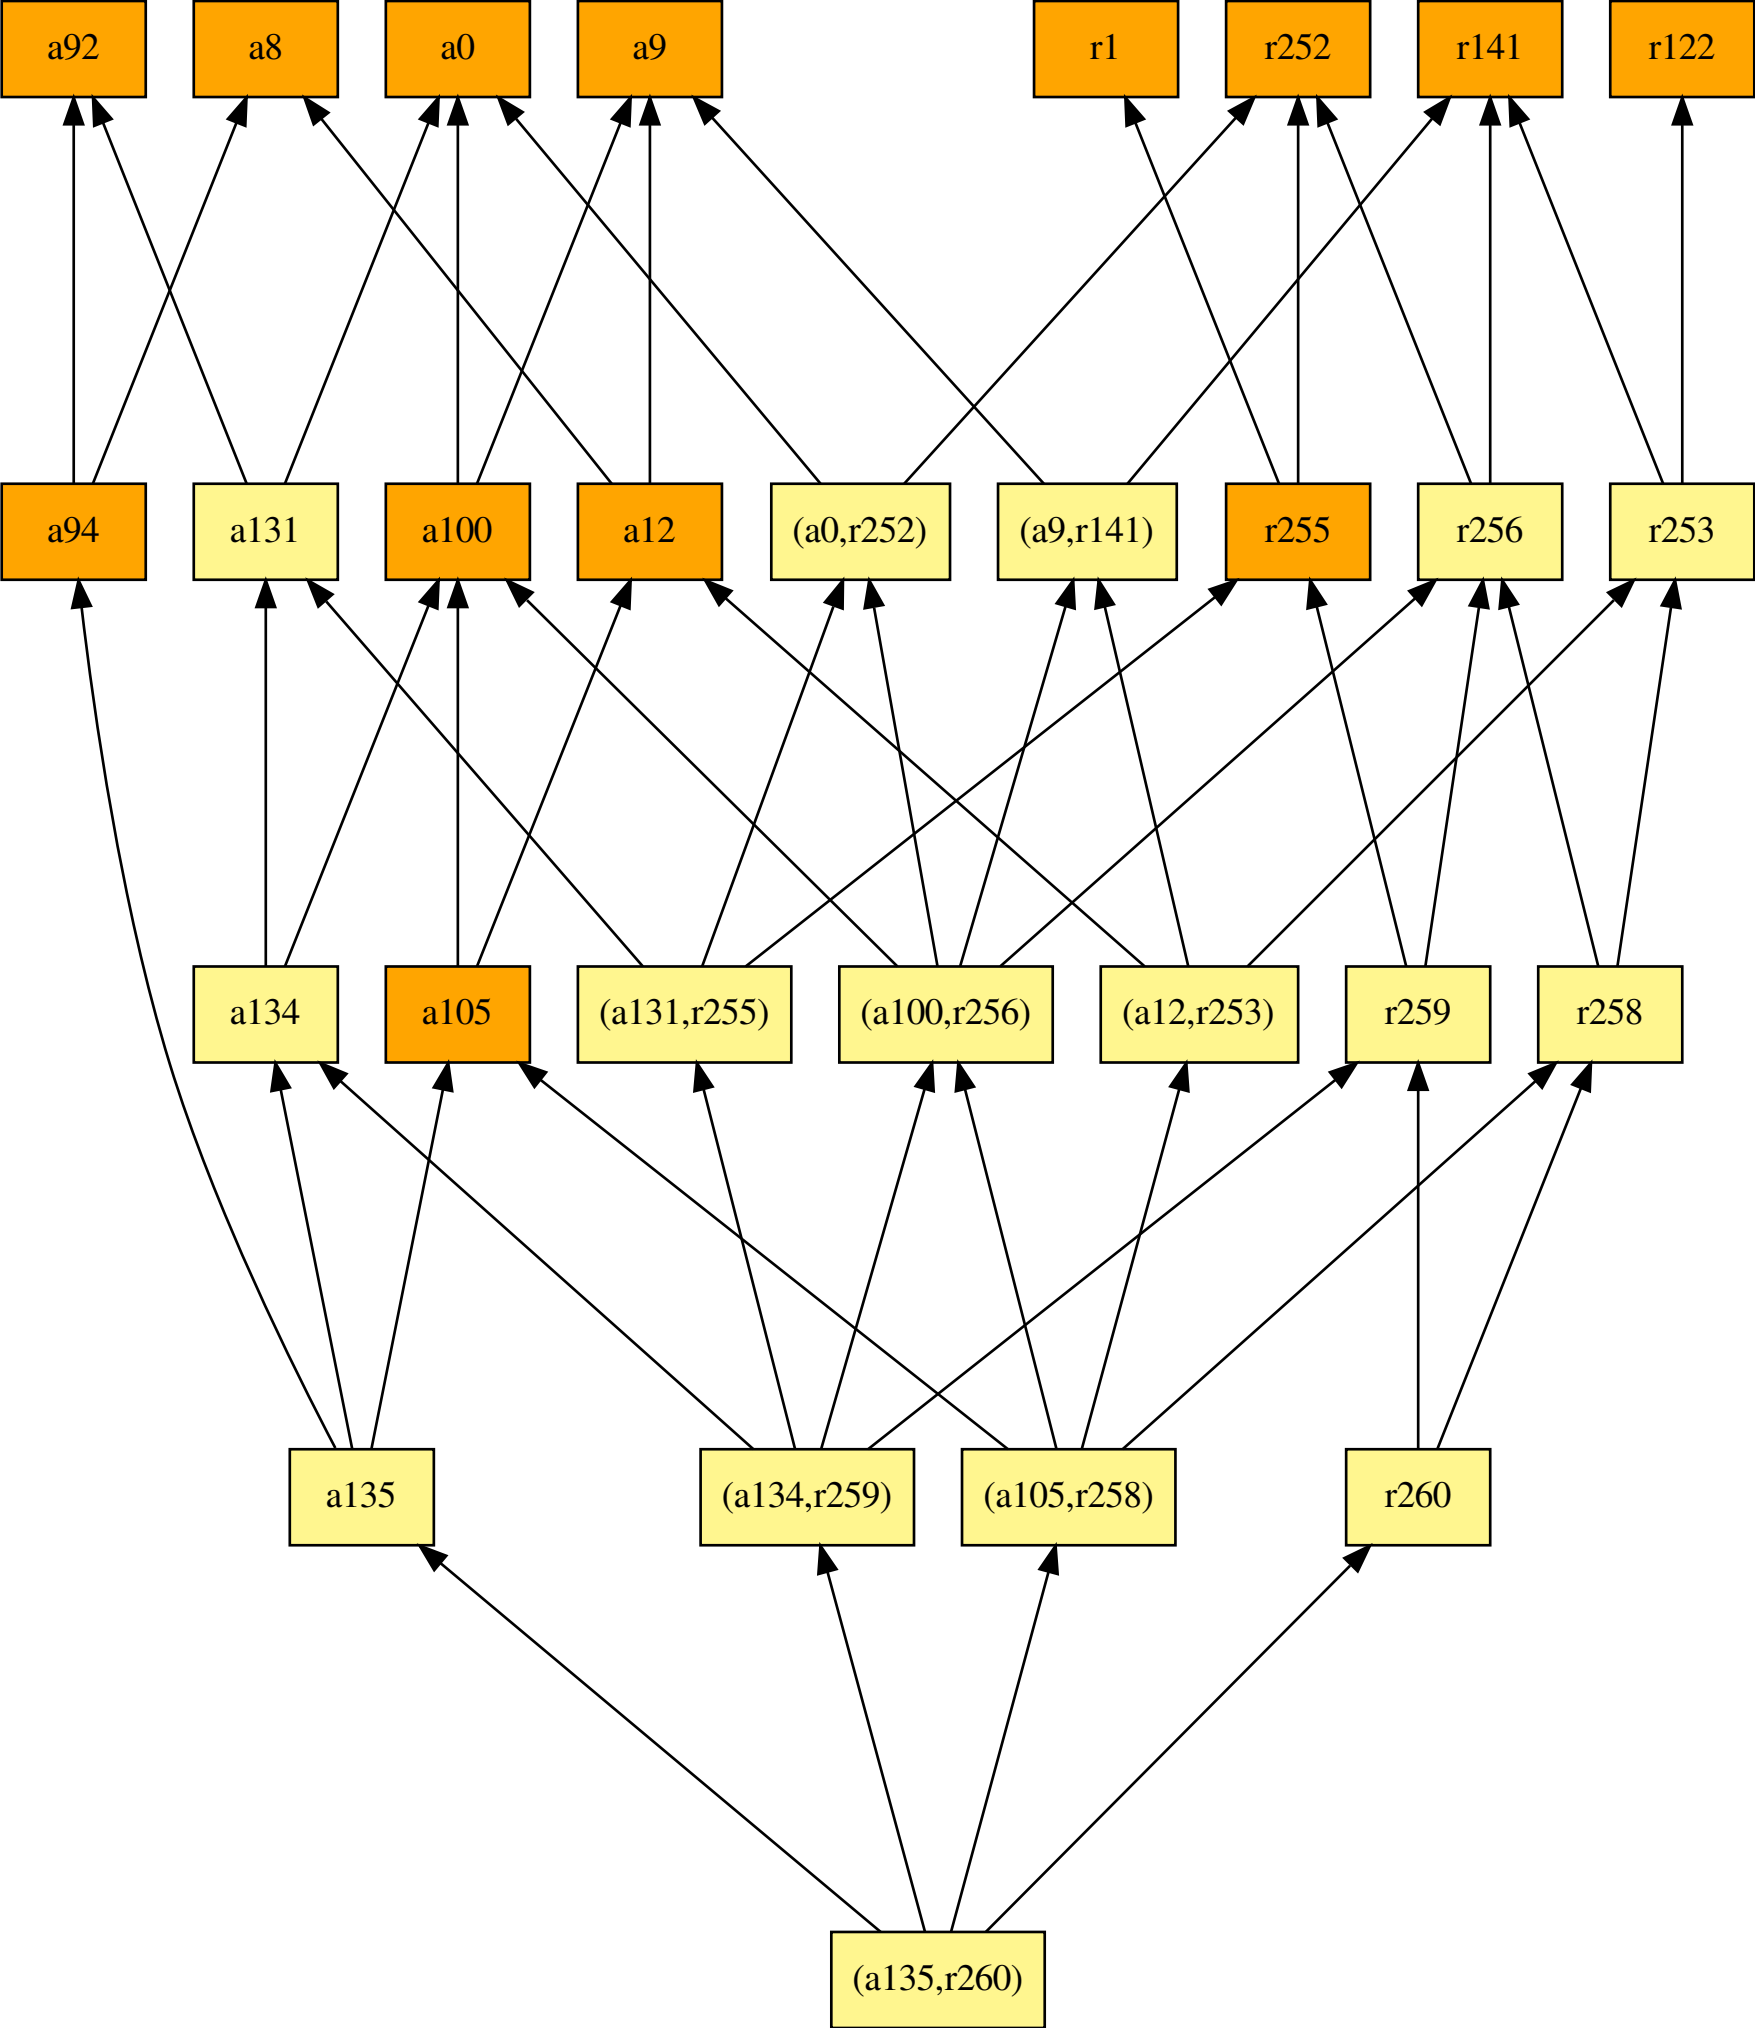 a92 a8 a0 a9 r1 r252 r141 r122
a94 a131 a100 a12 (a0,r252) (a9,r141) r255 r256 r253
a134 a105 (a131,r255) (a100,r256) (a12,r253) r259 r258
a135 (a134,r259) (a105,r258) r260
(a135,r260)